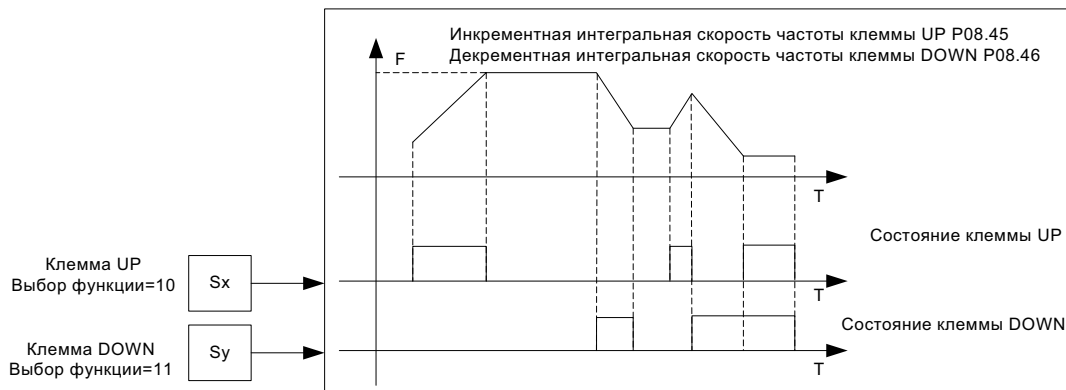 Инкрементная интегральная скорость частоты клеммы UP P08.45
Декрементная интегральная скорость частоты клеммы DOWN P08.46
F
T
Состояние клеммы UP
Клемма UP
Выбор функции=10
Sx
T
Состояние клеммы DOWN
Клемма DOWN
Выбор функции=11
Sy
T